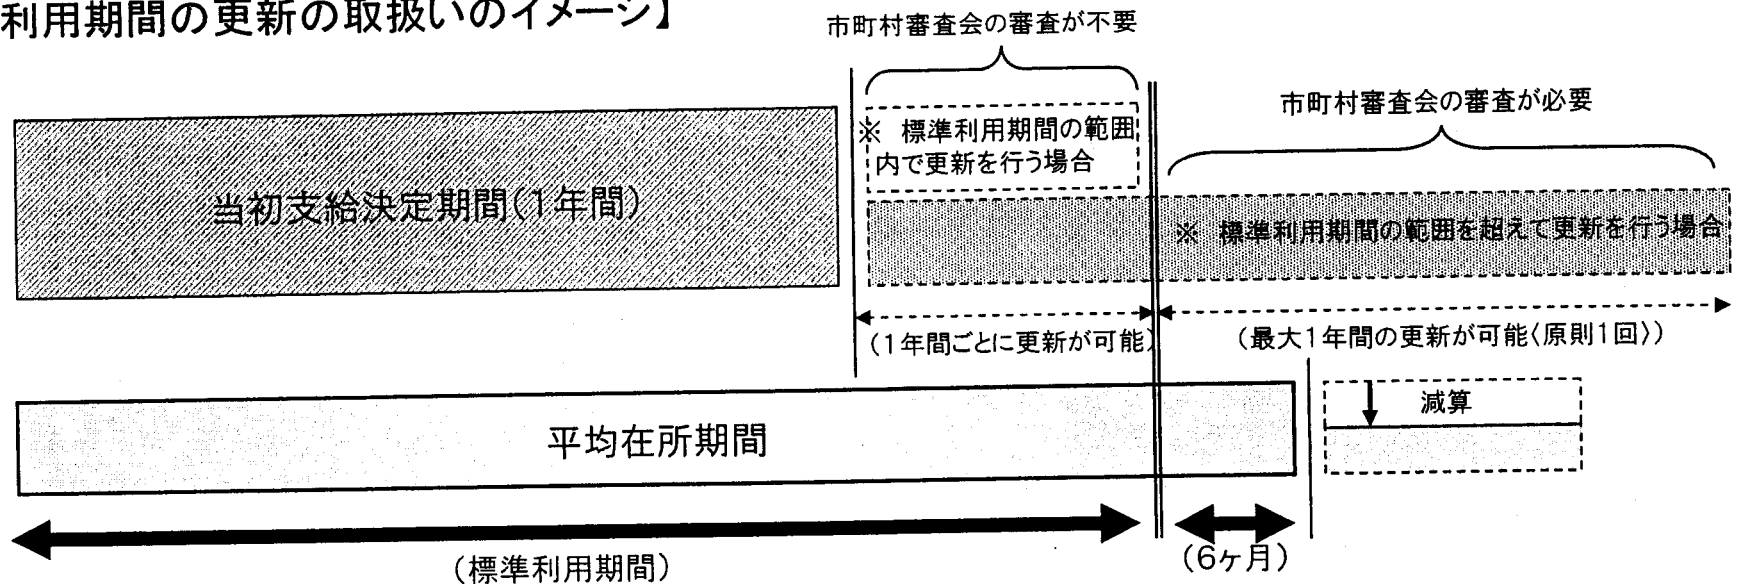 利用期間の更新の取扱いのイメージ】
市町村審査会の審査が不要
市町村審査会の審査が必要
※ 標準利用期間の範囲
内で更新を行う場合
当初支給決定期間(1年間)
※ 標準利用期間の範囲を超えて更新を行う場合
(1年間ごとに更新が可能)
(最大1年間の更新が可能〈原則1回〉)
減算
平均在所期間
(標準利用期間)
(6ヶ月)